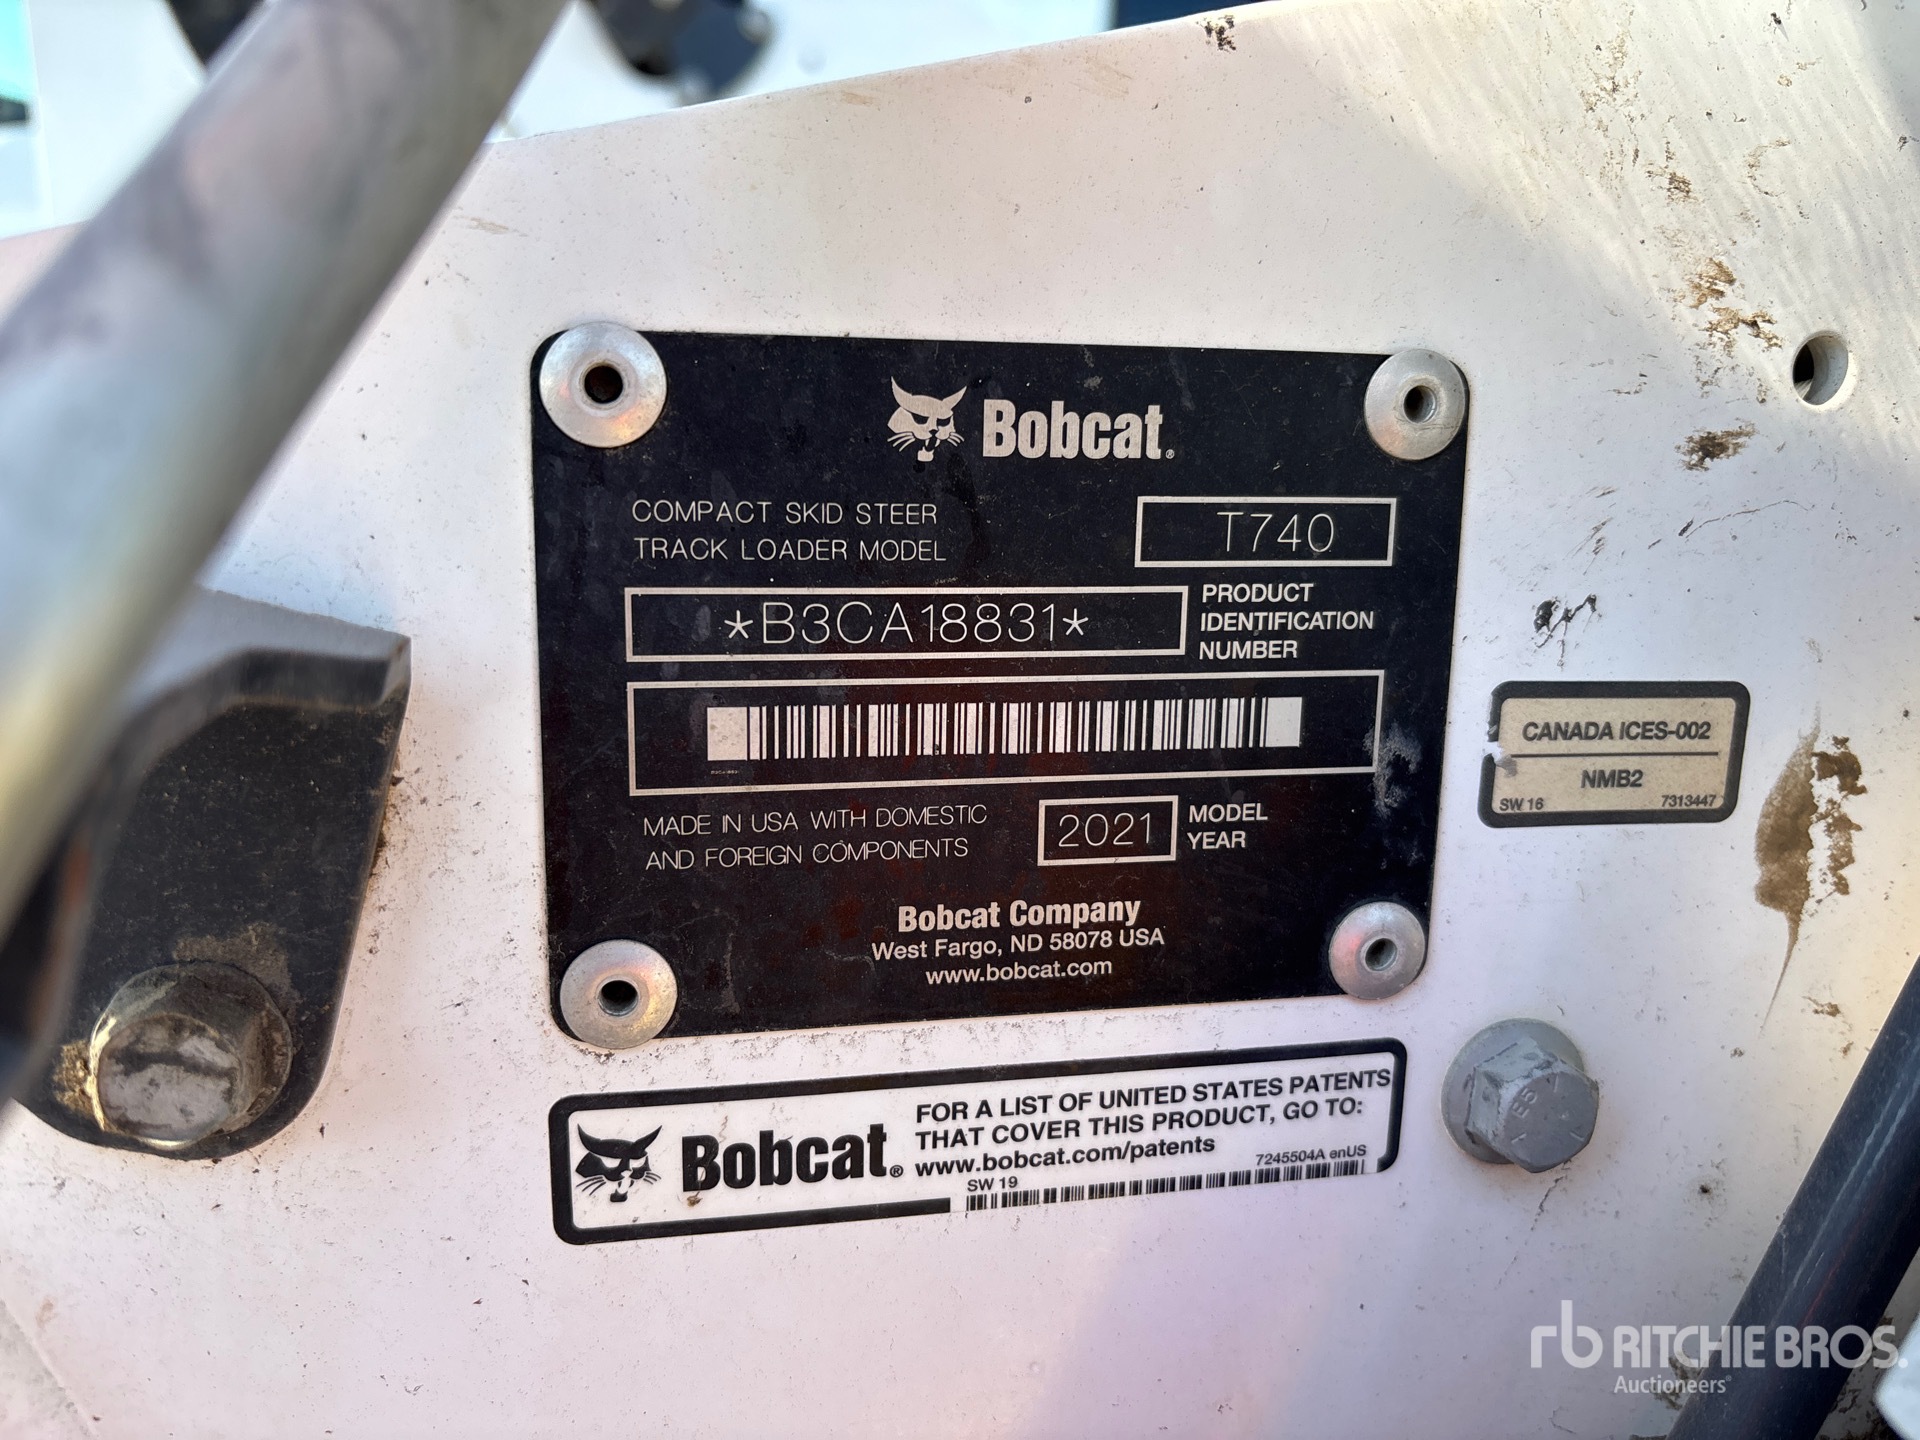 Bobcat®
COMPACT SKID STEER
TRACK LOADER MODEL
T740
*B3CA18831*
PRODUCT
IDENTIFICATION
NUMBER
B3CA18831
MADE IN USA WITH DOMESTIC
AND FOREIGN COMPONENTS
2021
MODEL
YEAR
Bobcat Company
West Fargo, ND 58078 USA
www.bobcat.com
CANADA ICES-002
NMB2
SW 16 7313447
Bobcat®
FOR A LIST OF UNITED STATES PATENTS
THAT COVER THIS PRODUCT, GO TO:
www.bobcat.com/patents
7245504A enUS
SW 19
rb RITCHIE BROS.
Auctioneers®